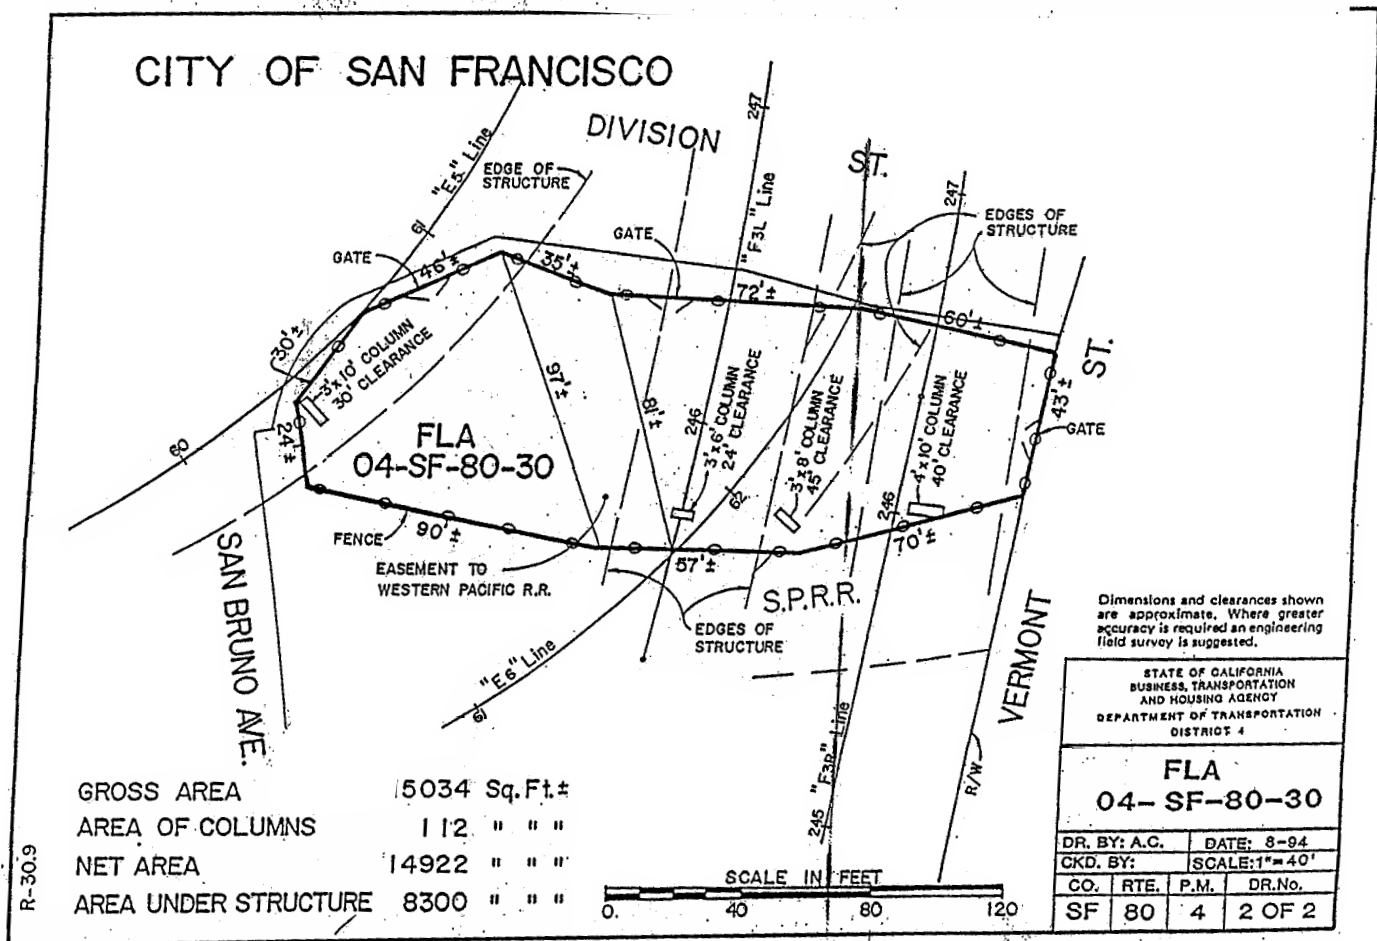 CITY OF SAN FRANCISCO
DIVISION
ST.
"E5" Line
EDGE OF
STRUCTURE
247
"F3L" Line
247
EDGES OF
STRUCTURE
61
GATE
46'±
35'±
GATE
72'±
60'±
ST.
30'±
3'x10' COLUMN
30' CLEARANCE
97'±
81'±
246
3'x6' COLUMN
24' CLEARANCE
3'x8' COLUMN
45' CLEARANCE
4'x10' COLUMN
40' CLEARANCE
43'±
GATE
60
24'±
FLA
04-SF-80-30
62
246
FENCE
90'±
57'±
70'±
EASEMENT TO
WESTERN PACIFIC R.R.
S.P.R.R.
EDGES OF
STRUCTURE
"E6" Line
61
SAN BRUNO AVE.
VERMONT
R/W
245 "F3R" Line
Dimensions and clearances shown
are approximate. Where greater
accuracy is required an engineering
field survey is suggested.
STATE OF CALIFORNIA
BUSINESS, TRANSPORTATION
AND HOUSING AGENCY
DEPARTMENT OF TRANSPORTATION
DISTRICT 4
FLA
04-SF-80-30
DR. BY: A.C. DATE: 8-94
CKD. BY: SCALE: 1"=40'
CO. RTE. P.M. DR.No.
SF 80 4 2 OF 2
GROSS AREA 15034 Sq.Ft.±
AREA OF COLUMNS 112 " " "
NET AREA 14922 " " "
AREA UNDER STRUCTURE 8300 " " "
SCALE IN FEET
0. 40 80 120
R-30.9